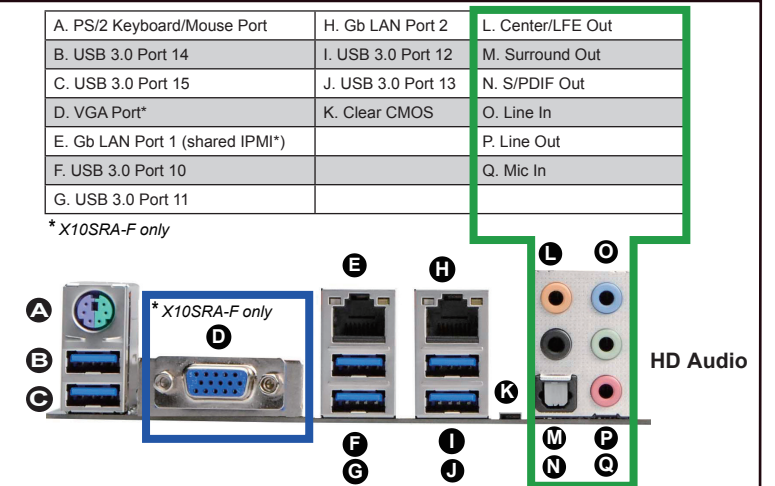 A. PS/2 Keyboard/Mouse Port H. Gb LAN Port 2 L. Center/LFE Out
B. USB 3.0 Port 14 I. USB 3.0 Port 12 M. Surround Out
C. USB 3.0 Port 15 J. USB 3.0 Port 13 N. S/PDIF Out
D. VGA Port* K. Clear CMOS O. Line In
E. Gb LAN Port 1 (shared IPMI*) P. Line Out
F. USB 3.0 Port 10 Q. Mic In
G. USB 3.0 Port 11
* X10SRA-F only
E H L O
A * X10SRA-F only
D
B
HD Audio
C K
F I M P
G J N Q